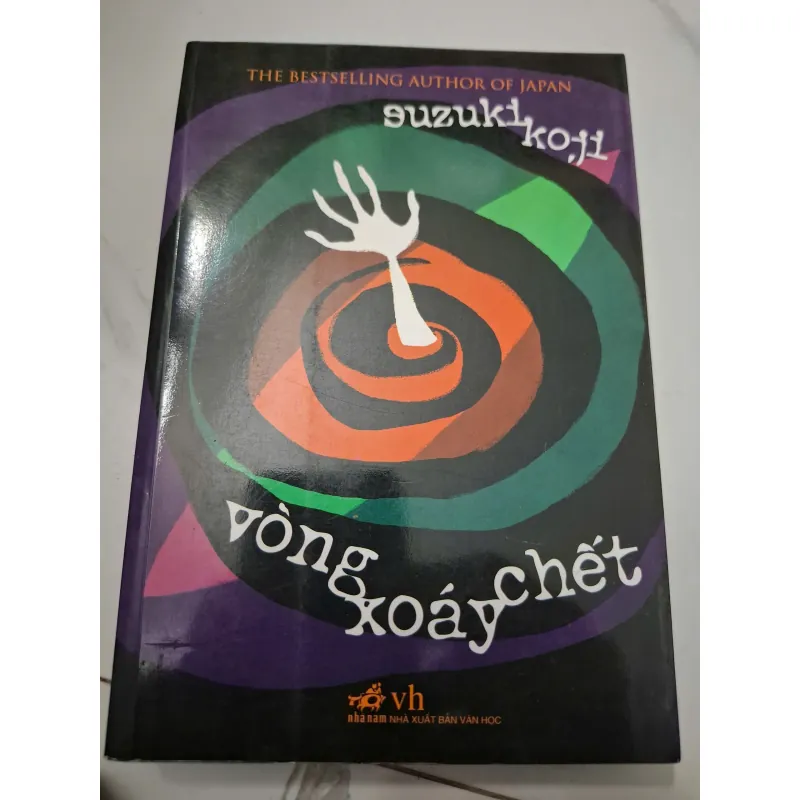 THE BESTSELLING AUTHOR OF JAPAN
suzuki koji
vòng xoáy chết
vh
nhã nam NHÀ XUẤT BẢN VĂN HỌC